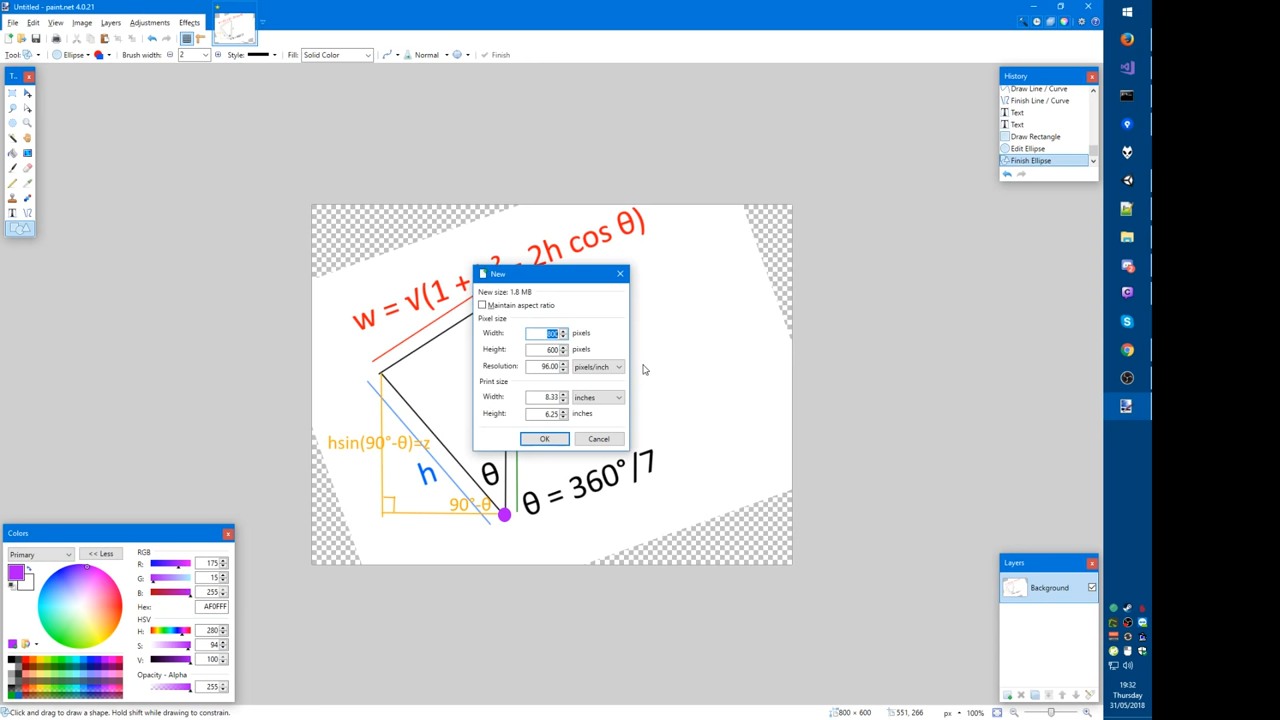 Untitled - paint.net 4.0.21
File Edit View Image Layers Adjustments Effects
Tool: Ellipse Brush width: 2 Style: Fill: Solid Color Normal Finish
T...
History
Draw Line / Curve
Finish Line / Curve
Text
Text
Draw Rectangle
Edit Ellipse
Finish Ellipse
2h cos θ)
w = √(1 +
New
New size: 1.8 MB
Maintain aspect ratio
Pixel size
Width: 800 pixels
Height: 600 pixels
Resolution: 96.00 pixels/inch
Print size
Width: 8.33 inches
Height: 6.25 inches
OK Cancel
hsin(90°-θ)=z
h
θ
90°-θ
θ = 360°/7
Colors
Primary << Less
RGB
R: 175
G: 15
B: 255
Hex: AF0FFF
HSV
H: 280
S: 94
V: 100
Opacity - Alpha
255
Layers
Background
19:32
Thursday
31/05/2018
Click and drag to draw a shape. Hold shift while drawing to constrain.
800 × 600 551, 266 px 100%